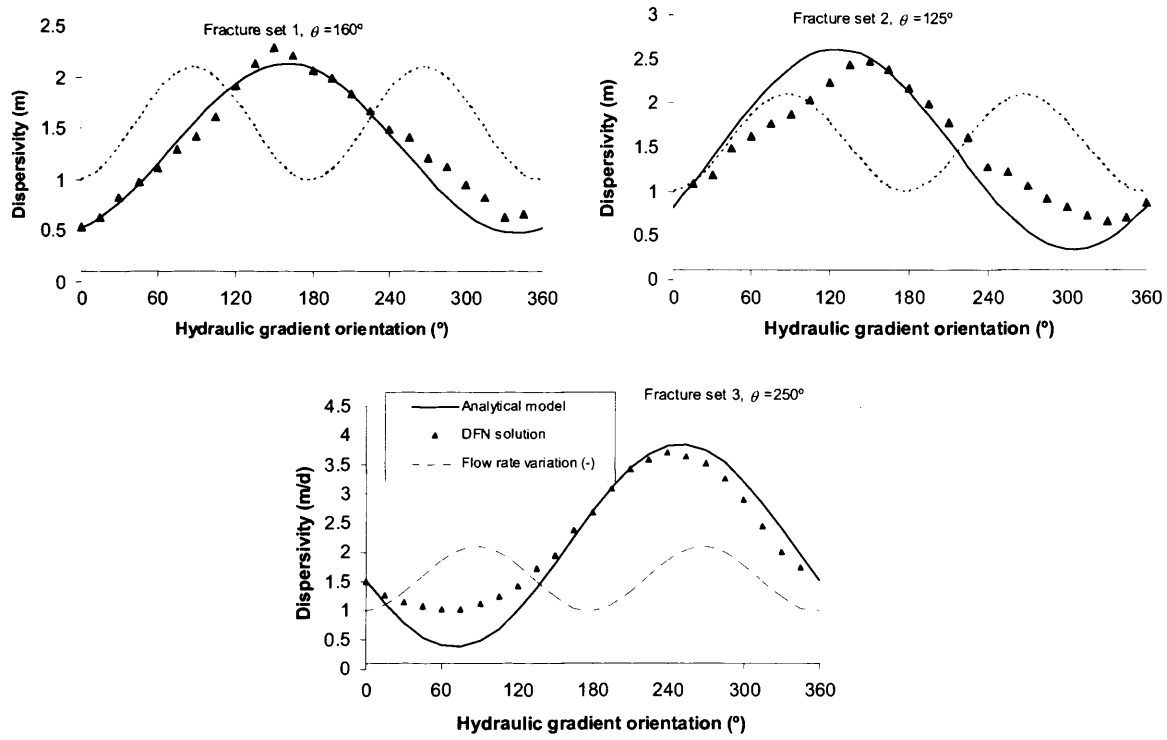 Fracture set 1, θ =160º
2.5
2
1.5
1
0.5
0
Dispersivity (m)
0 60 120 180 240 300 360
Hydraulic gradient orientation (º)
Fracture set 2, θ =125º
3
2.5
2
1.5
1
0.5
0
Dispersivity (m)
0 60 120 180 240 300 360
Hydraulic gradient orientation (º)
Fracture set 3, θ =250º
Analytical model
DFN solution
Flow rate variation (-)
4.5
4
3.5
3
2.5
2
1.5
1
0.5
0
Dispersivity (m/d)
0 60 120 180 240 300 360
Hydraulic gradient orientation (º)